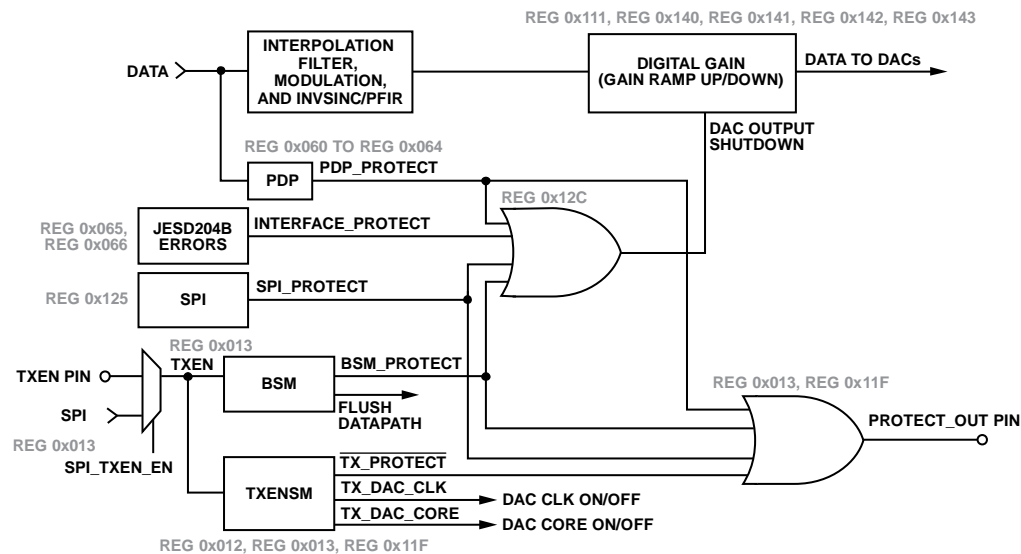 REG 0x111, REG 0x140, REG 0x141, REG 0x142, REG 0x143
DATA
INTERPOLATION
FILTER,
MODULATION,
AND INVSINC/PFIR
DIGITAL GAIN
(GAIN RAMP UP/DOWN)
DATA TO DACs
DAC OUTPUT
SHUTDOWN
REG 0x060 TO REG 0x064
PDP
PDP_PROTECT
REG 0x12C
REG 0x065,
REG 0x066
JESD204B
ERRORS
INTERFACE_PROTECT
REG 0x125
SPI
SPI_PROTECT
REG 0x013
TXEN PIN
TXEN
BSM
BSM_PROTECT
FLUSH
DATAPATH
SPI
REG 0x013
SPI_TXEN_EN
REG 0x013, REG 0x11F
PROTECT_OUT PIN
TXENSM
TX_PROTECT
TX_DAC_CLK
DAC CLK ON/OFF
TX_DAC_CORE
DAC CORE ON/OFF
REG 0x012, REG 0x013, REG 0x11F